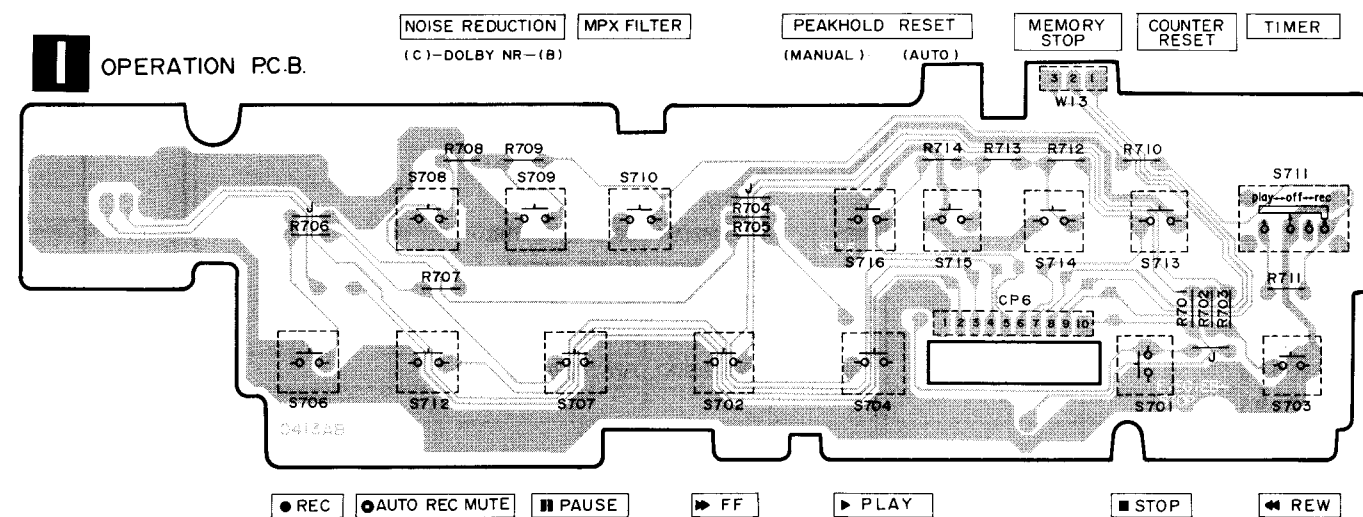 NOISE REDUCTION MPX FILTER PEAKHOLD RESET MEMORY STOP COUNTER RESET TIMER
(C)-DOLBY NR-(B) (MANUAL) (AUTO)
I OPERATION P.C.B.
3 2 1
W13
R708 R709 R714 R713 R712 R710
S708 S709 S710 J S711
R704 play--off--rec
J
R706 R705
S716 S715 S714 S713
R707 R711
CP6 R701 R702 R703
1 2 3 4 5 6 7 8 9 10
J
S706 S712 S707 S702 S704 S701 S703
0413AB
● REC AUTO REC MUTE PAUSE ▶▶ FF ▶ PLAY ■ STOP ◀◀ REW